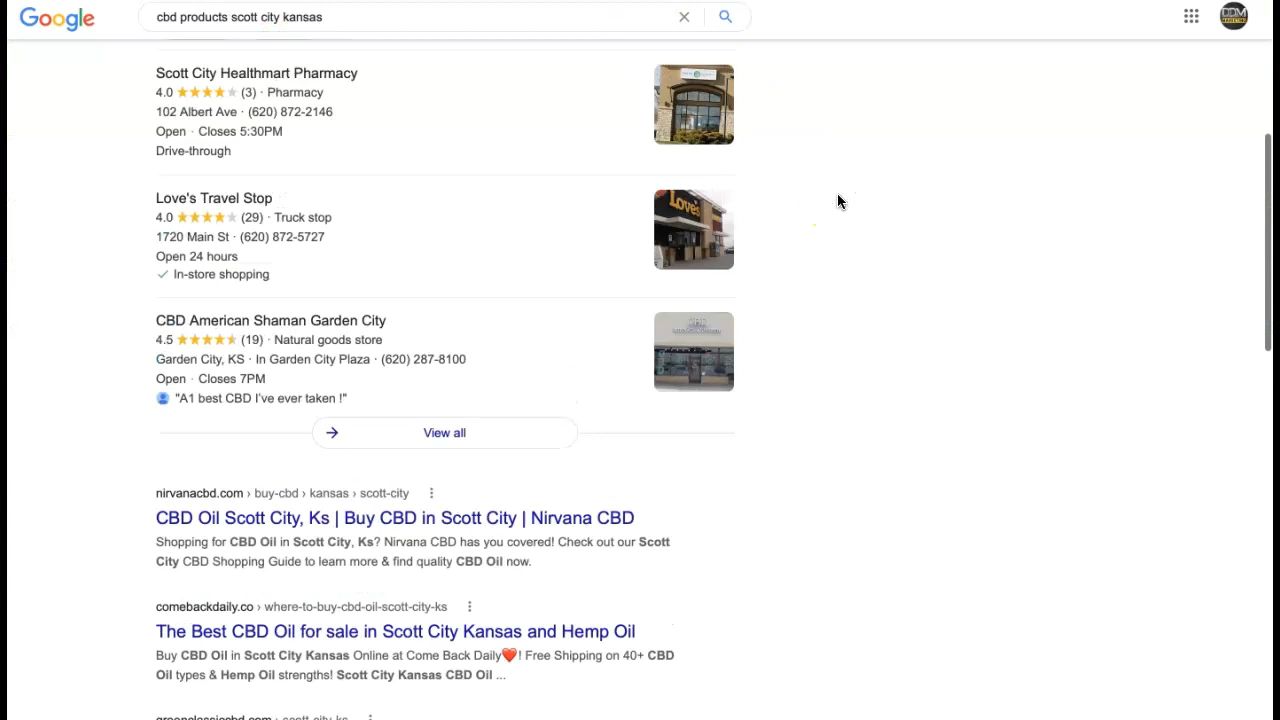 Google
cbd products scott city kansas
Scott City Healthmart Pharmacy
4.0 (3) · Pharmacy
102 Albert Ave · (620) 872-2146
Open · Closes 5:30PM
Drive-through
Love's Travel Stop
4.0 (29) · Truck stop
1720 Main St · (620) 872-5727
Open 24 hours
In-store shopping
Love's
CBD American Shaman Garden City
4.5 (19) · Natural goods store
Garden City, KS · In Garden City Plaza · (620) 287-8100
Open · Closes 7PM
"A1 best CBD I've ever taken !"
View all
nirvanacbd.com › buy-cbd › kansas › scott-city
CBD Oil Scott City, Ks | Buy CBD in Scott City | Nirvana CBD
Shopping for CBD Oil in Scott City, Ks? Nirvana CBD has you covered! Check out our Scott
City CBD Shopping Guide to learn more & find quality CBD Oil now.
comebackdaily.co › where-to-buy-cbd-oil-scott-city-ks
The Best CBD Oil for sale in Scott City Kansas and Hemp Oil
Buy CBD Oil in Scott City Kansas Online at Come Back Daily❤️! Free Shipping on 40+ CBD
Oil types & Hemp Oil strengths! Scott City Kansas CBD Oil ...
greenclassiccbd.com › scott-city-ks